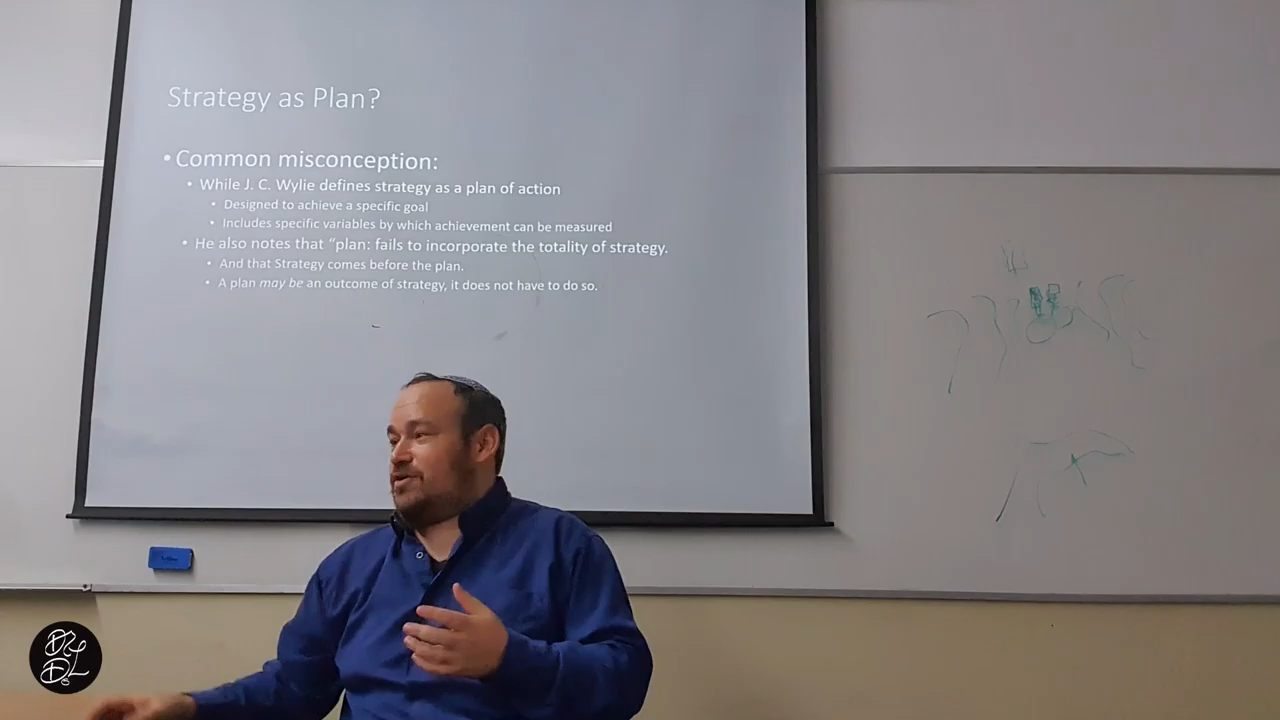 Strategy as Plan?
• Common misconception:
• While J. C. Wylie defines strategy as a plan of action
• Designed to achieve a specific goal
• Includes specific variables by which achievement can be measured
• He also notes that “plan: fails to incorporate the totality of strategy.
• And that Strategy comes before the plan.
• A plan may be an outcome of strategy, it does not have to do so.